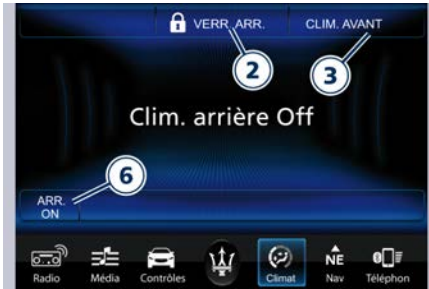 VERR. ARR.
CLIM. AVANT
2
3
Clim. arrière Off
6
ARR.
ON
Radio
Média
Contrôles
Climat
NE
Nav
Téléphon